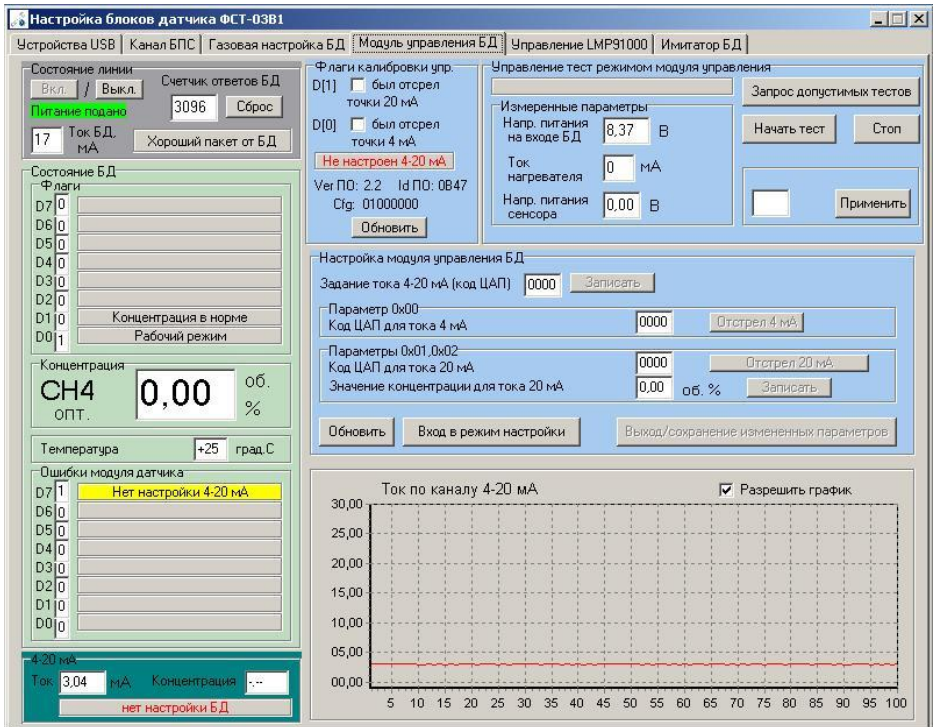 Настройка блоков датчика ФСТ-03В1
Устройства USB | Канал БПС | Газовая настройка БД | Модуль управления БД | Управление LMP91000 | Имитатор БД
Состояние линии
Вкл. / Выкл.
Счетчик ответов БД
3096 Сброс
Питание подано
17 Ток БД, мА
Хороший пакет от БД
Состояние БД
Флаги
D7 0
D6 0
D5 0
D4 0
D3 0
D2 0
D1 0 Концентрация в норме
D0 1 Рабочий режим
Концентрация
CH4 опт. 0,00 об. %
Температура +25 град.С
Ошибки модуля датчика
D7 1 Нет настройки 4-20 мА
D6 0
D5 0
D4 0
D3 0
D2 0
D1 0
D0 0
4-20 мА
Ток 3,04 мА Концентрация -.--
нет настройки БД
Флаги калибровки упр.
D[1] был отсрел
точки 20 мА
D[0] был отсрел
точки 4 мА
Не настроен 4-20 мА
Ver ПО: 2.2 Id ПО: 0B47
Cfg: 01000000
Обновить
Управление тест режимом модуля управления
Измеренные параметры
Напр. питания на входе БД 8,37 В
Ток нагревателя 0 мА
Напр. питания сенсора 0,00 В
Запрос допустимых тестов
Начать тест Стоп
Применить
Настройка модуля управления БД
Задание тока 4-20 мА (код ЦАП) 0000 Записать
Параметр 0x00
Код ЦАП для тока 4 мА 0000 Отстрел 4 мА
Параметры 0x01,0x02
Код ЦАП для тока 20 мА 0000 Отстрел 20 мА
Значение концентрации для тока 20 мА 0,00 об. % Записать
Обновить Вход в режим настройки Выход/сохранение измененных параметров
Ток по каналу 4-20 мА Разрешить график
30,00
25,00
20,00
15,00
10,00
05,00
00,00
5 10 15 20 25 30 35 40 45 50 55 60 65 70 75 80 85 90 95 100